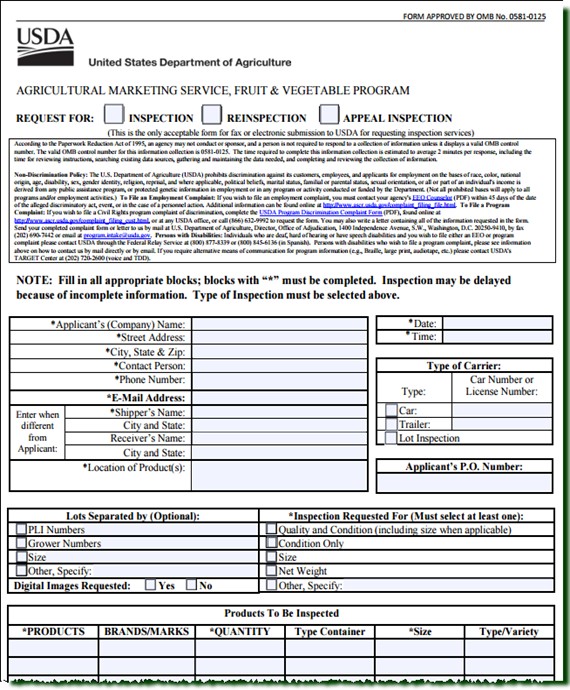 FORM APPROVED BY OMB No. 0581-0125
USDA
United States Department of Agriculture
AGRICULTURAL MARKETING SERVICE, FRUIT & VEGETABLE PROGRAM
REQUEST FOR: INSPECTION REINSPECTION APPEAL INSPECTION
(This is the only acceptable form for fax or electronic submission to USDA for requesting inspection services)
According to the Paperwork Reduction Act of 1995, an agency may not conduct or sponsor, and a person is not required to respond to a collection of information unless it displays a valid OMB control
number. The valid OMB control number for this information collection is 0581-0125. The time required to complete this information collection is estimated to average 2 minutes per response, including the
time for reviewing instructions, searching existing data sources, gathering and maintaining the data needed, and completing and reviewing the collection of information.
Non-Discrimination Policy: The U.S. Department of Agriculture (USDA) prohibits discrimination against its customers, employees, and applicants for employment on the bases of race, color, national
origin, age, disability, sex, gender identity, religion, reprisal, and where applicable, political beliefs, marital status, familial or parental status, sexual orientation, or all or part of an individual's income is
derived from any public assistance program, or protected genetic information in employment or in any program or activity conducted or funded by the Department. (Not all prohibited bases will apply to all
programs and/or employment activities.) To File an Employment Complaint: If you wish to file an employment complaint, you must contact your agency's EEO Counselor (PDF) within 45 days of the date
of the alleged discriminatory act, event, or in the case of a personnel action. Additional information can be found online at http://www.ascr.usda.gov/complaint_filing_file.html. To File a Program
Complaint: If you wish to file a Civil Rights program complaint of discrimination, complete the USDA Program Discrimination Complaint Form (PDF), found online at
http://www.ascr.usda.gov/complaint_filing_cust.html, or at any USDA office, or call (866) 632-9992 to request the form. You may also write a letter containing all of the information requested in the form.
Send your completed complaint form or letter to us by mail at U.S. Department of Agriculture, Director, Office of Adjudication, 1400 Independence Avenue, S.W., Washington, D.C. 20250-9410, by fax
(202) 690-7442 or email at program.intake@usda.gov. Persons with Disabilities: Individuals who are deaf, hard of hearing or have speech disabilities and you wish to file either an EEO or program
complaint please contact USDA through the Federal Relay Service at (800) 877-8339 or (800) 845-6136 (in Spanish). Persons with disabilities who wish to file a program complaint, please see information
above on how to contact us by mail directly or by email. If you require alternative means of communication for program information (e.g., Braille, large print, audiotape, etc.) please contact USDA's
TARGET Center at (202) 720-2600 (voice and TDD).
NOTE: Fill in all appropriate blocks; blocks with “*” must be completed. Inspection may be delayed
because of incomplete information. Type of Inspection must be selected above.
*Applicant's (Company) Name:
*Street Address:
*City, State & Zip:
*Contact Person:
*Phone Number:
*E-Mail Address:
Enter when
different
from
Applicant:
*Shipper's Name:
City and State:
Receiver's Name:
City and State:
*Location of Product(s):
*Date:
*Time:
Type of Carrier:
Type:
Car Number or
License Number:
Car:
Trailer:
Lot Inspection
Applicant's P.O. Number:
Lots Separated by (Optional):
PLI Numbers
Grower Numbers
Size
Other, Specify:
Digital Images Requested: Yes No
*Inspection Requested For (Must select at least one):
Quality and Condition (including size when applicable)
Condition Only
Size
Net Weight
Other, Specify:
Products To Be Inspected
*PRODUCTS BRANDS/MARKS *QUANTITY Type Container *Size Type/Variety